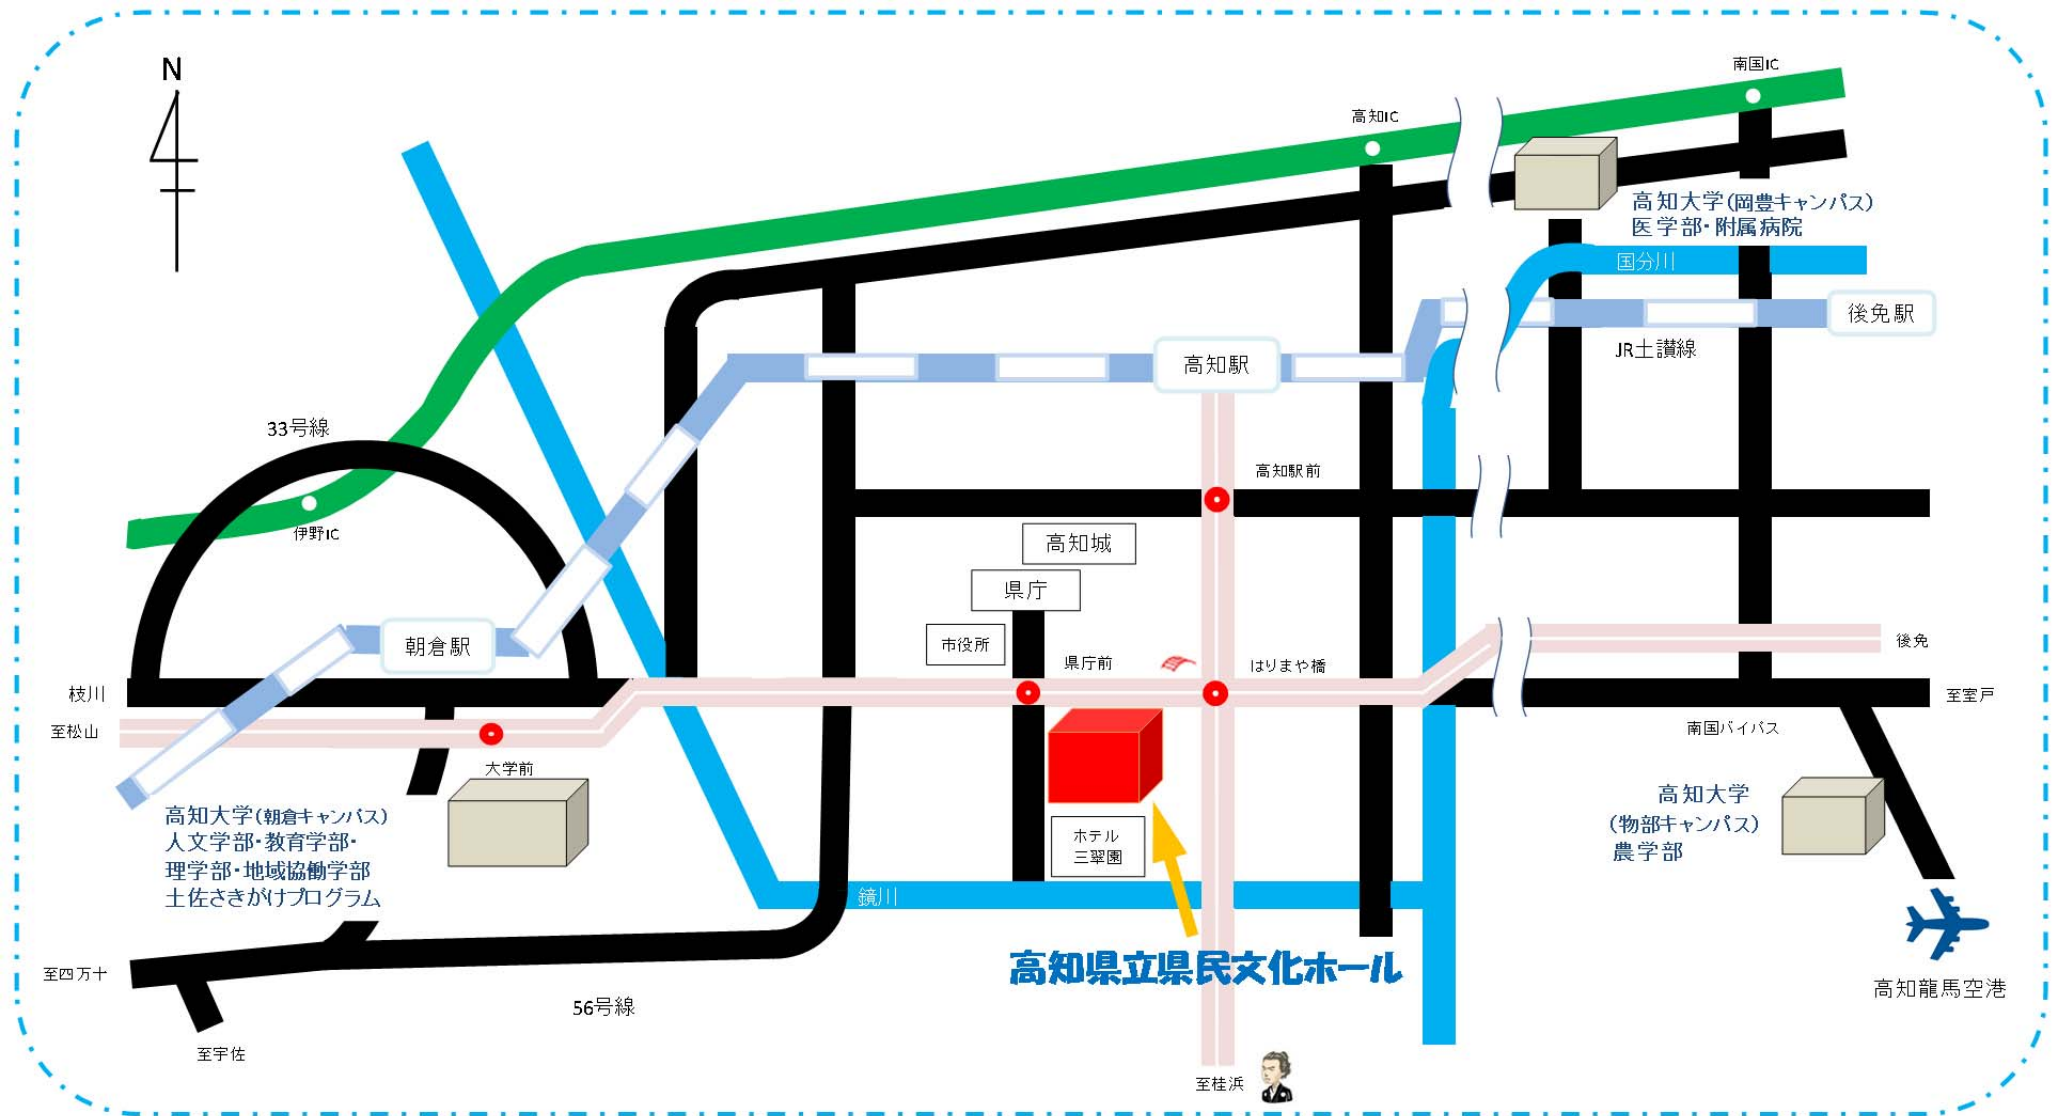 N
南国IC
高知IC
高知大学(岡豊キャンパス)
医学部・附属病院
国分川
後免駅
JR土讃線
高知駅
33号線
高知駅前
伊野IC
高知城
県庁
市役所
朝倉駅
県庁前
はりまや橋
後免
枝川
至室戸
至松山
南国バイパス
大学前
高知大学(朝倉キャンパス)
人文学部・教育学部・
理学部・地域協働学部
土佐さきがけプログラム
高知大学
(物部キャンパス)
農学部
ホテル
三翠園
鏡川
高知県立県民文化ホール
至四万十
高知龍馬空港
56号線
至宇佐
至桂浜